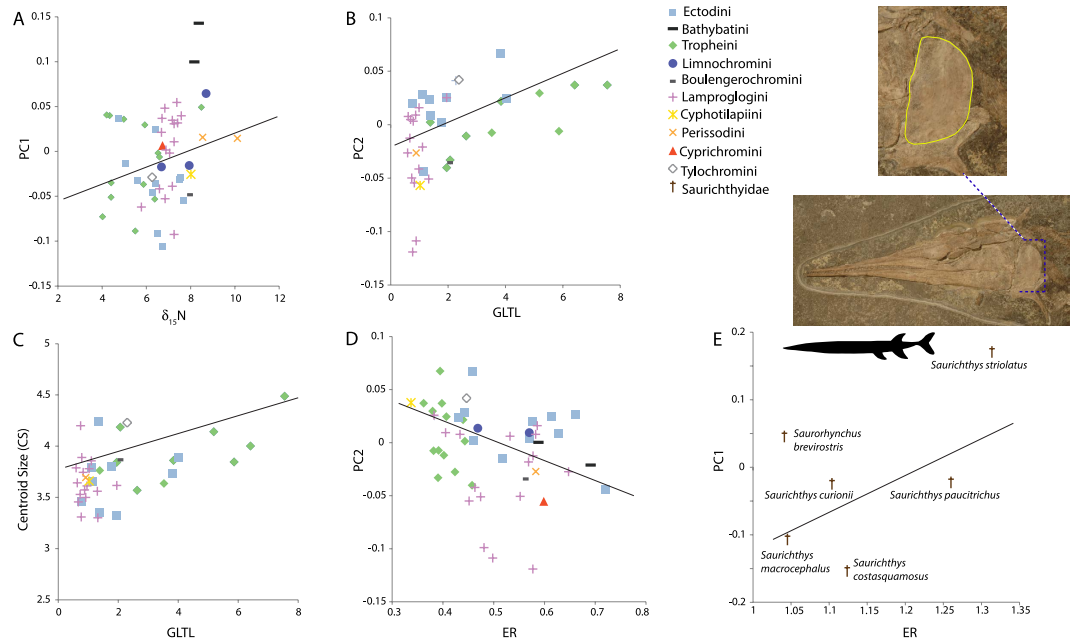 A
0.15
0.1
0.05
0
-0.05
-0.1
-0.15
PC1
2
4
6
8
10
12
δ15N
B
0.1
0.05
0
-0.05
-0.1
-0.15
PC2
0
2
4
6
8
GLTL
Ectodini
Bathybatini
Tropheini
Limnochromini
Boulengerochromini
Lamproglogini
Cyphotilapiini
Perissodini
Cyprichromini
Tylochromini
Saurichthyidae
C
5
4.5
4
3.5
3
2.5
Centroid Size (CS)
0
2
4
6
8
GLTL
D
0.1
0.05
0
-0.05
-0.1
-0.15
PC2
0.3
0.4
0.5
0.6
0.7
0.8
ER
E
0.2
0.1
0
-0.1
-0.2
PC1
Saurichthys striolatus
Saurorhynchus
brevirostris
Saurichthys curionii
Saurichthys paucitrichus
Saurichthys
macrocephalus
Saurichthys
costasquamosus
1
1.05
1.1
1.15
1.2
1.25
1.3
1.35
ER